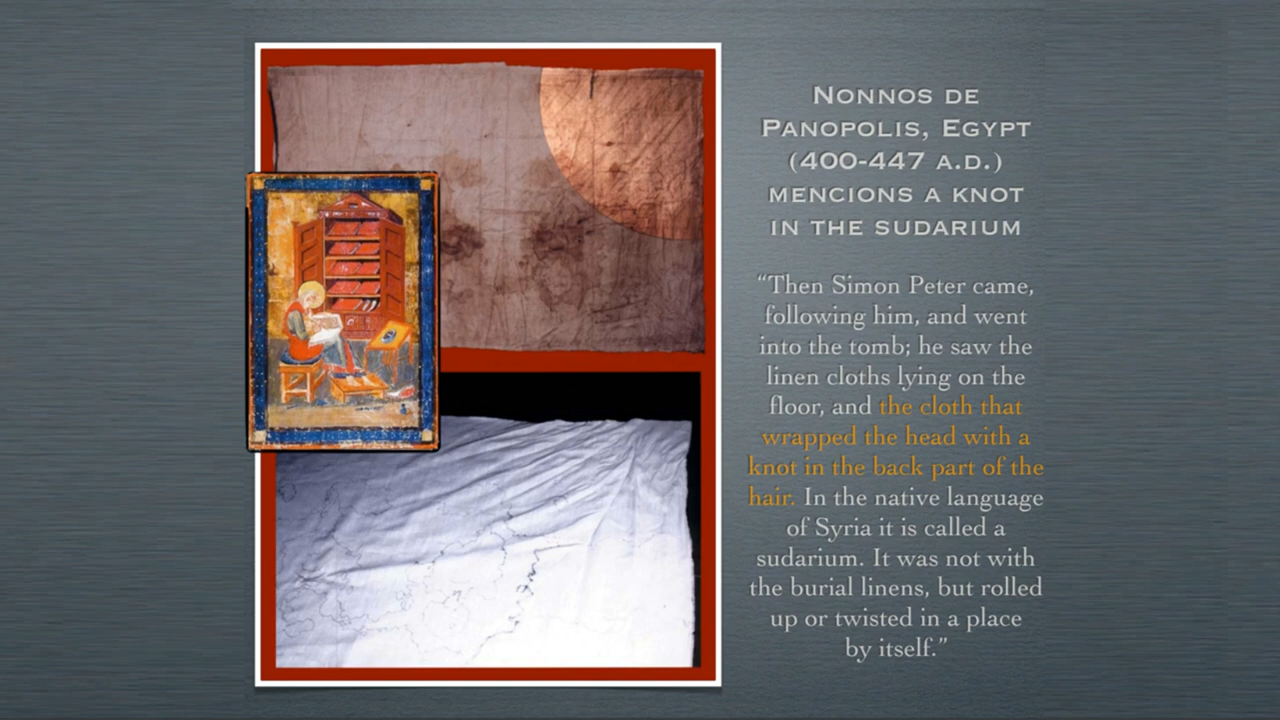 Nonnos de
Panopolis, Egypt
(400-447 a.d.)
mencions a knot
in the sudarium
“Then Simon Peter came,
following him, and went
into the tomb; he saw the
linen cloths lying on the
floor, and the cloth that
wrapped the head with a
knot in the back part of the
hair. In the native language
of Syria it is called a
sudarium. It was not with
the burial linens, but rolled
up or twisted in a place
by itself.”